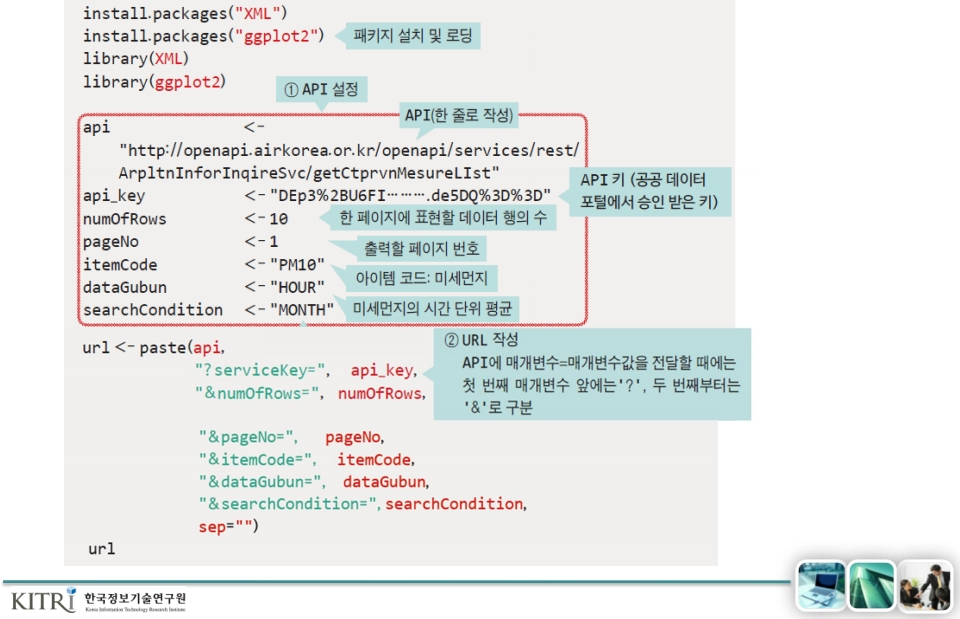 install.packages("XML")
install.packages("ggplot2") 패키지 설치 및 로딩
library(XML)
library(ggplot2)
① API 설정
API(한 줄로 작성)
api <-
"http://openapi.airkorea.or.kr/openapi/services/rest/
ArpltnInforInqireSvc/getCtprvnMesureLIst"
api_key <-"DEp3%2BU6FI⋯⋯⋯.de5DQ%3D%3D"
API 키 (공공 데이터
포털에서 승인 받은 키)
numOfRows <-10 한 페이지에 표현할 데이터 행의 수
pageNo <-1 출력할 페이지 번호
itemCode <-"PM10" 아이템 코드: 미세먼지
dataGubun <-"HOUR"
searchCondition <-"MONTH" 미세먼지의 시간 단위 평균
url <- paste(api,
"?serviceKey=", api_key,
"&numOfRows=", numOfRows,
② URL 작성
API에 매개변수=매개변수값을 전달할 때에는
첫 번째 매개변수 앞에는'?', 두 번째부터는
'&'로 구분
"&pageNo=", pageNo,
"&itemCode=", itemCode,
"&dataGubun=", dataGubun,
"&searchCondition=", searchCondition,
sep="")
url
KITRI 한국정보기술연구원
Korea Information Technology Research Institute